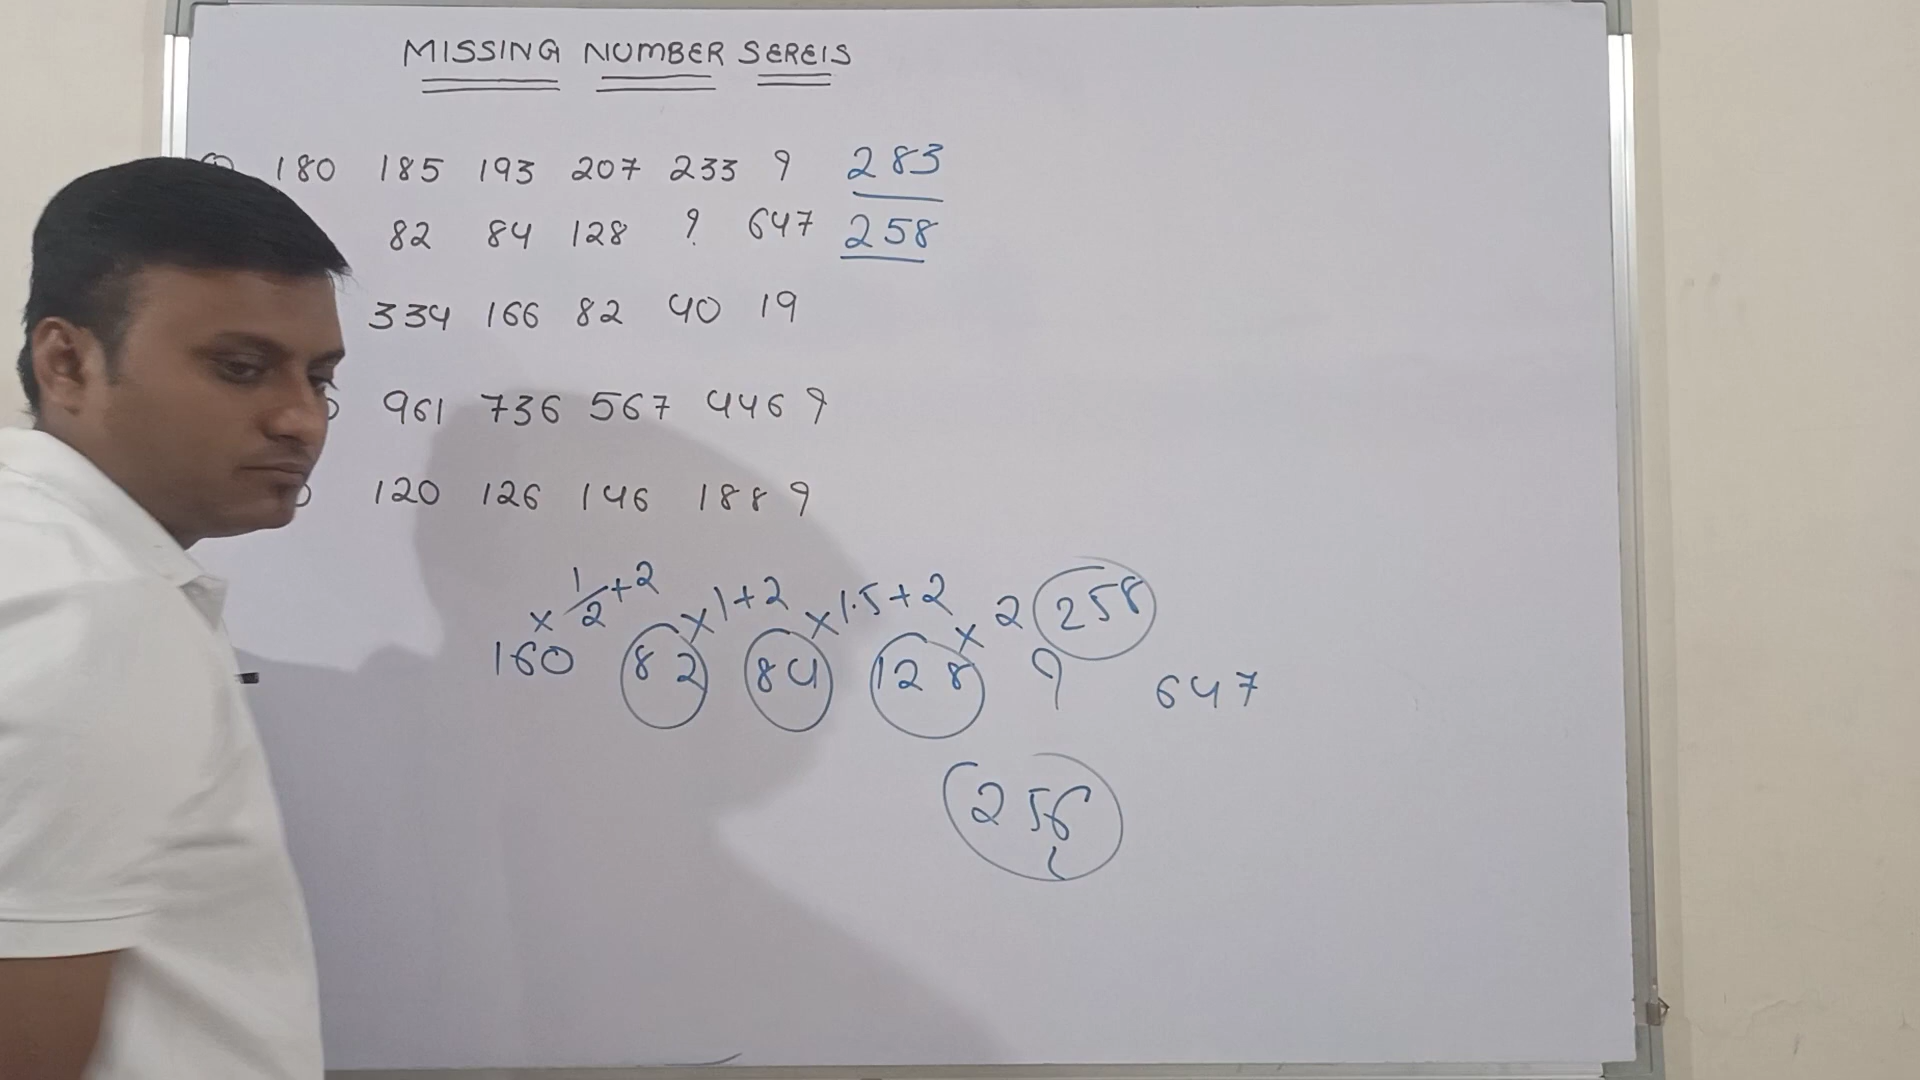 MISSING NUMBER SEREIS
180 185 193 207 233 ? 283
82 84 128 ? 647 258
334 166 82 40 19
961 736 567 446 ?
120 126 146 188 ?
× 1/2 + 2 × 1 + 2 × 1.5 + 2 × 2 258
160 82 84 128 ? 647
256